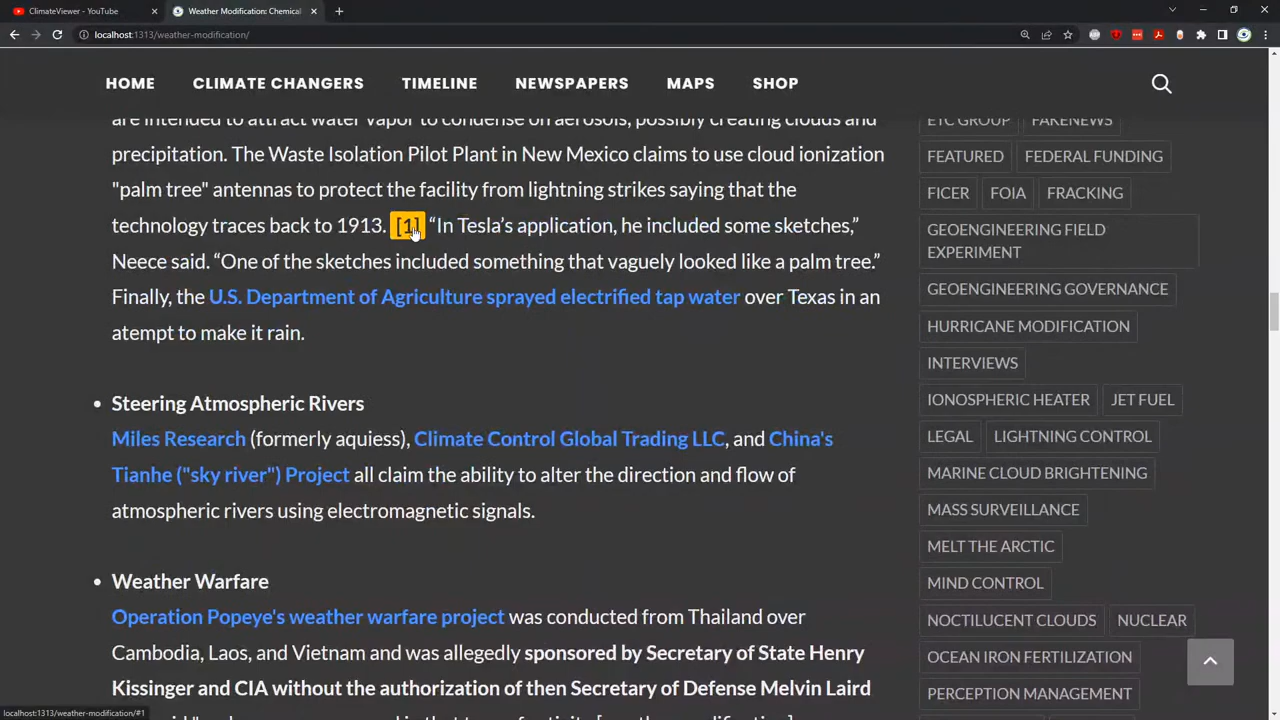 ClimateViewer - YouTube
Weather Modification: Chemical
localhost:1313/weather-modification/
HOME CLIMATE CHANGERS TIMELINE NEWSPAPERS MAPS SHOP
are intended to attract water vapor to condense on aerosols, possibly creating clouds and
precipitation. The Waste Isolation Pilot Plant in New Mexico claims to use cloud ionization
"palm tree" antennas to protect the facility from lightning strikes saying that the
technology traces back to 1913. [1] “In Tesla’s application, he included some sketches,”
Neece said. “One of the sketches included something that vaguely looked like a palm tree.”
Finally, the U.S. Department of Agriculture sprayed electrified tap water over Texas in an
atempt to make it rain.
• Steering Atmospheric Rivers
Miles Research (formerly aquiess), Climate Control Global Trading LLC, and China's
Tianhe ("sky river") Project all claim the ability to alter the direction and flow of
atmospheric rivers using electromagnetic signals.
• Weather Warfare
Operation Popeye's weather warfare project was conducted from Thailand over
Cambodia, Laos, and Vietnam and was allegedly sponsored by Secretary of State Henry
Kissinger and CIA without the authorization of then Secretary of Defense Melvin Laird
ETC GROUP FAKENEWS
FEATURED FEDERAL FUNDING
FICER FOIA FRACKING
GEOENGINEERING FIELD
EXPERIMENT
GEOENGINEERING GOVERNANCE
HURRICANE MODIFICATION
INTERVIEWS
IONOSPHERIC HEATER JET FUEL
LEGAL LIGHTNING CONTROL
MARINE CLOUD BRIGHTENING
MASS SURVEILLANCE
MELT THE ARCTIC
MIND CONTROL
NOCTILUCENT CLOUDS NUCLEAR
OCEAN IRON FERTILIZATION
PERCEPTION MANAGEMENT
localhost:1313/weather-modification/#1